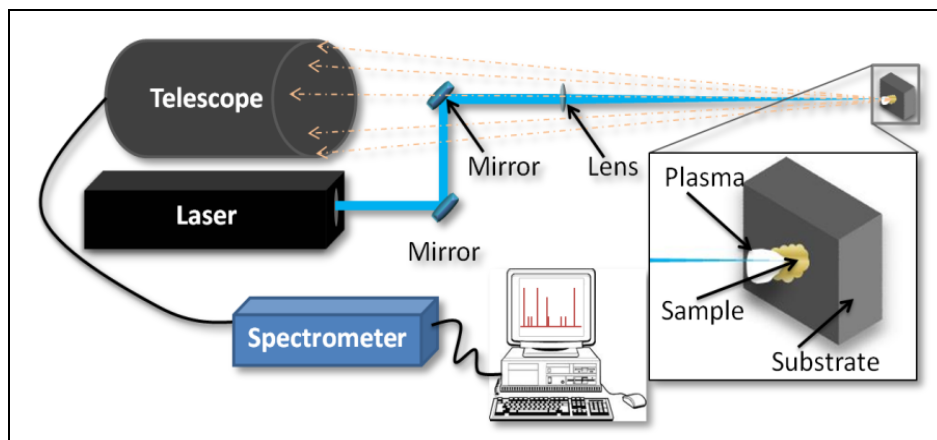 Telescope
Mirror
Lens
Laser
Mirror
Plasma
Sample
Substrate
Spectrometer